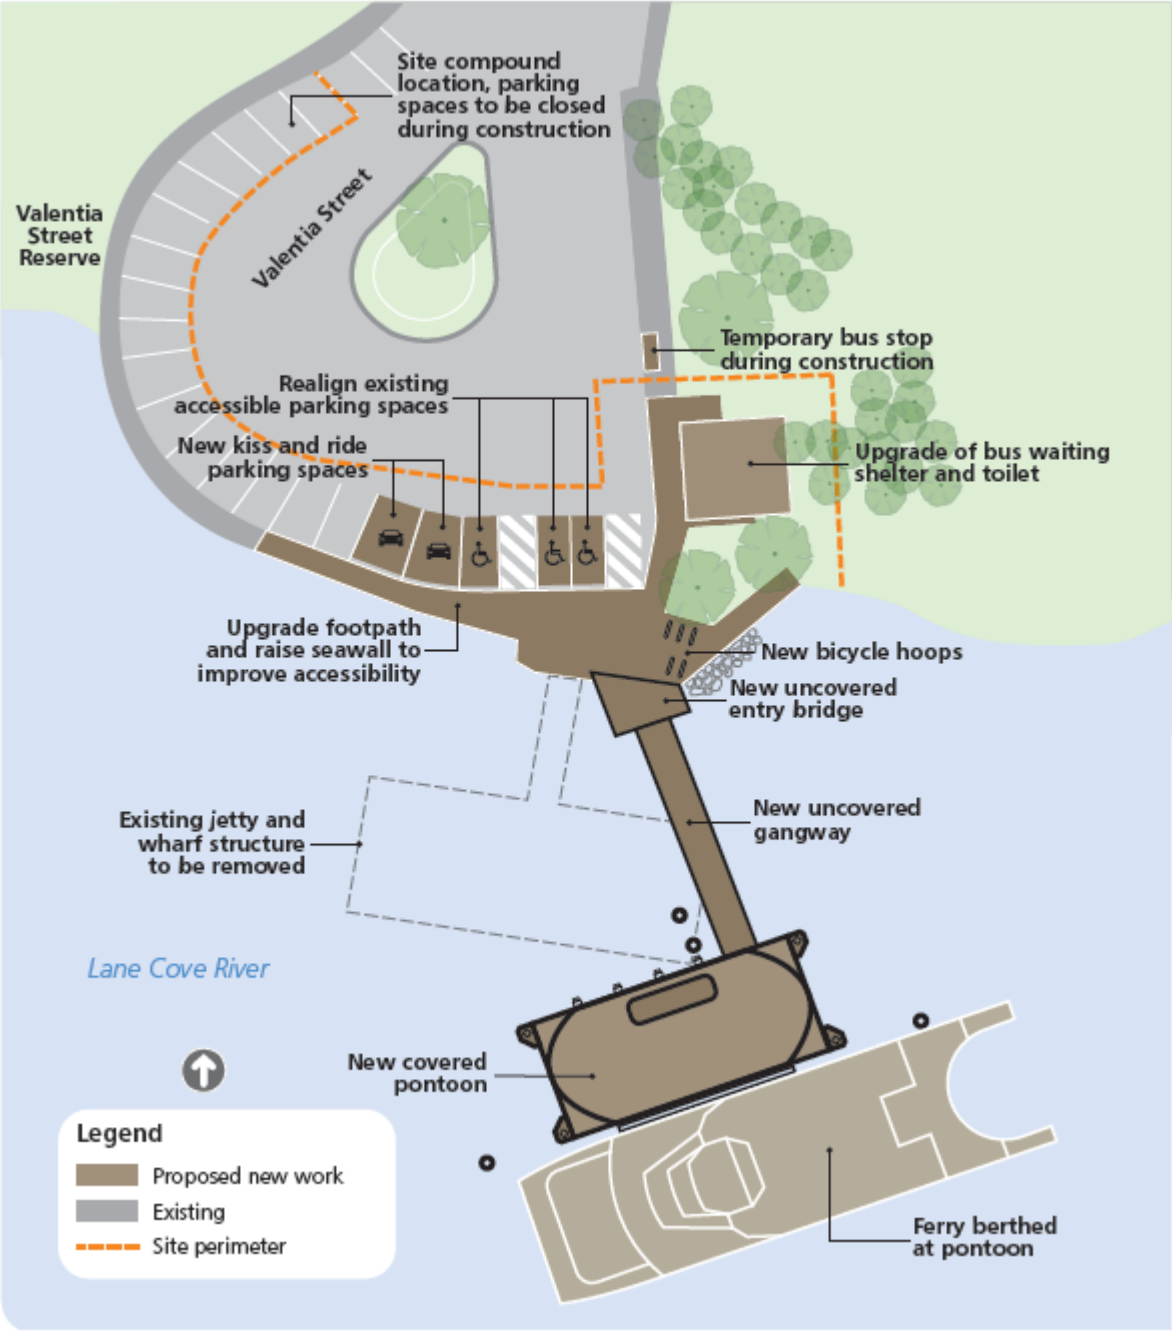 Site compound
location, parking
spaces to be closed
during construction
Valentia
Street
Reserve
Valentia Street
Temporary bus stop
during construction
Realign existing
accessible parking spaces
New kiss and ride
parking spaces
Upgrade of bus waiting
shelter and toilet
Upgrade footpath
and raise seawall to
improve accessibility
New bicycle hoops
New uncovered
entry bridge
Existing jetty and
wharf structure
to be removed
New uncovered
gangway
Lane Cove River
New covered
pontoon
Legend
Proposed new work
Existing
Site perimeter
Ferry berthed
at pontoon